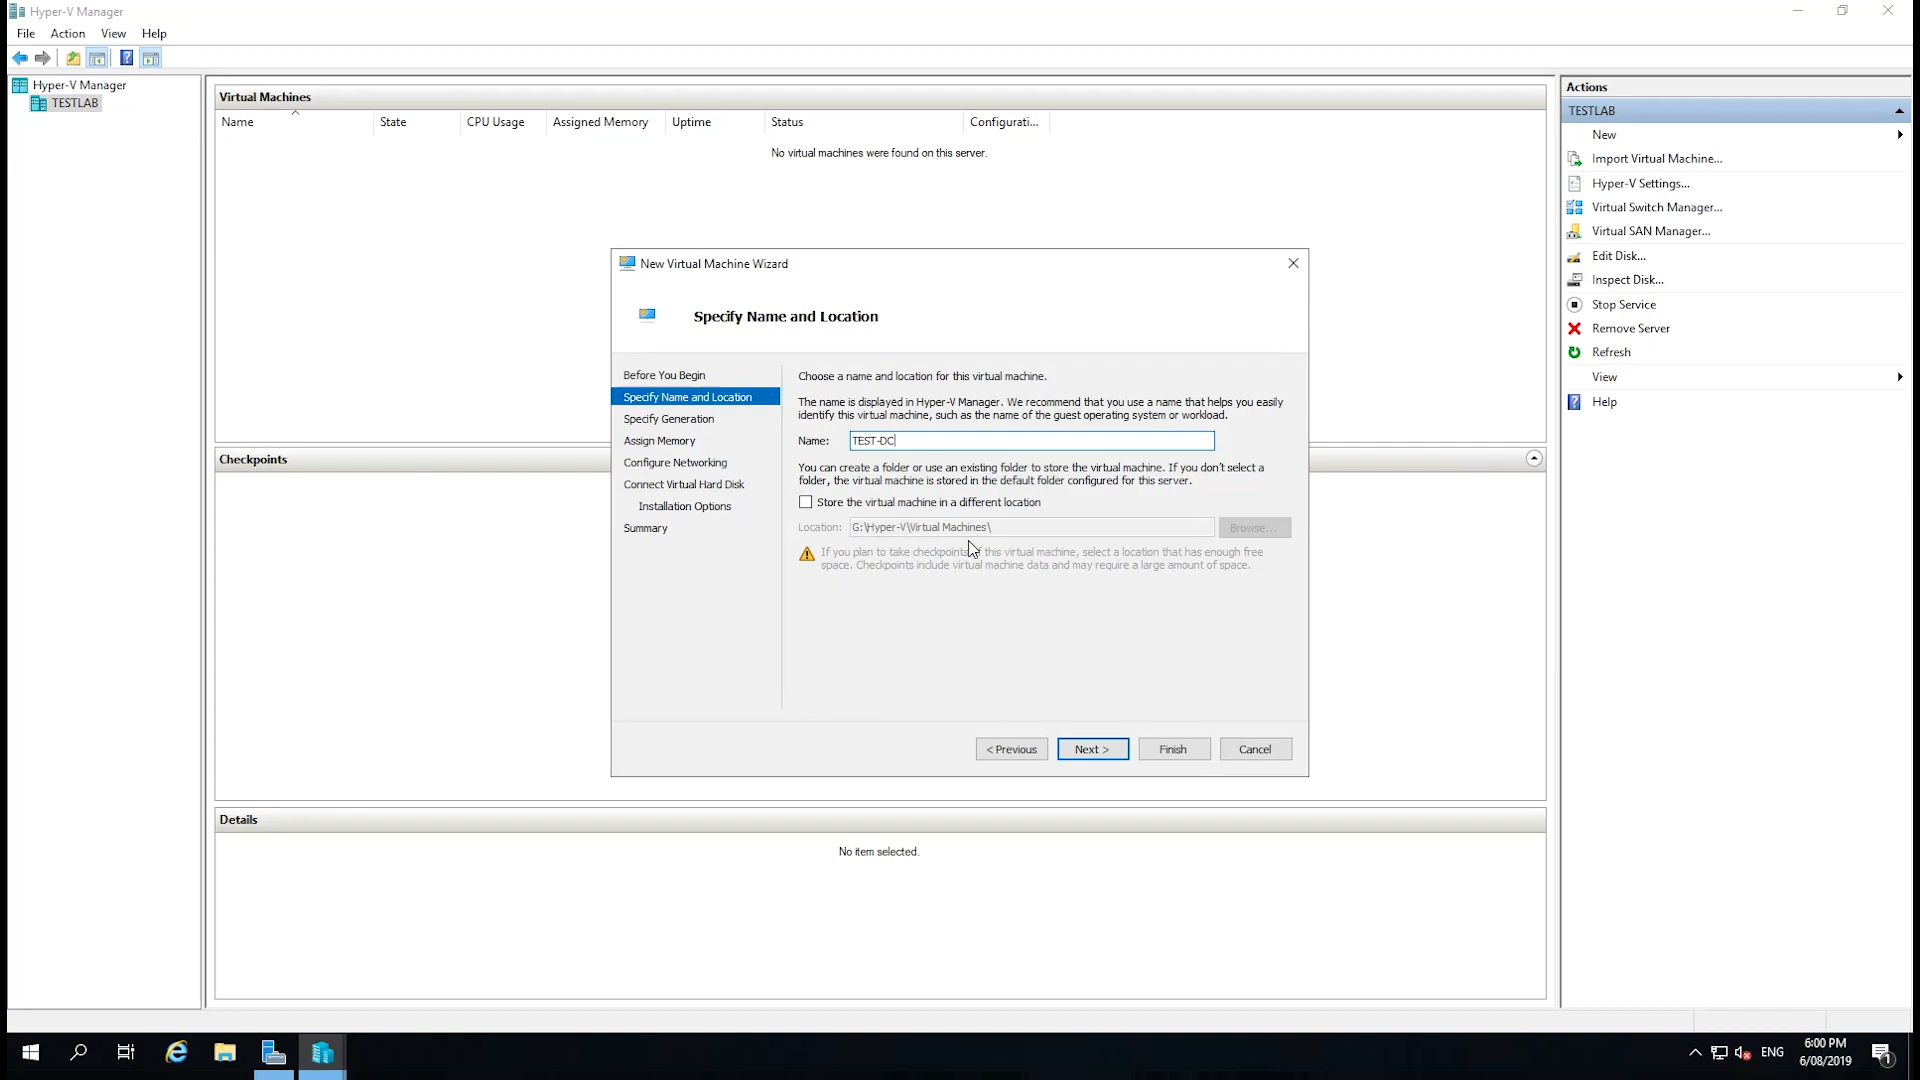 Hyper-V Manager
File Action View Help
Hyper-V Manager
TESTLAB
Virtual Machines
Name State CPU Usage Assigned Memory Uptime Status Configurati...
No virtual machines were found on this server.
New Virtual Machine Wizard
Specify Name and Location
Before You Begin
Specify Name and Location
Specify Generation
Assign Memory
Configure Networking
Connect Virtual Hard Disk
Installation Options
Summary
Choose a name and location for this virtual machine.
The name is displayed in Hyper-V Manager. We recommend that you use a name that helps you easily
identify this virtual machine, such as the name of the guest operating system or workload.
Name: TEST-DC
You can create a folder or use an existing folder to store the virtual machine. If you don't select a
folder, the virtual machine is stored in the default folder configured for this server.
Store the virtual machine in a different location
Location: G:\Hyper-V\Virtual Machines\ Browse...
If you plan to take checkpoints of this virtual machine, select a location that has enough free
space. Checkpoints include virtual machine data and may require a large amount of space.
< Previous Next > Finish Cancel
Checkpoints
Details
No item selected.
Actions
TESTLAB
New
Import Virtual Machine...
Hyper-V Settings...
Virtual Switch Manager...
Virtual SAN Manager...
Edit Disk...
Inspect Disk...
Stop Service
Remove Server
Refresh
View
Help
ENG
6:00 PM
6/08/2019
1